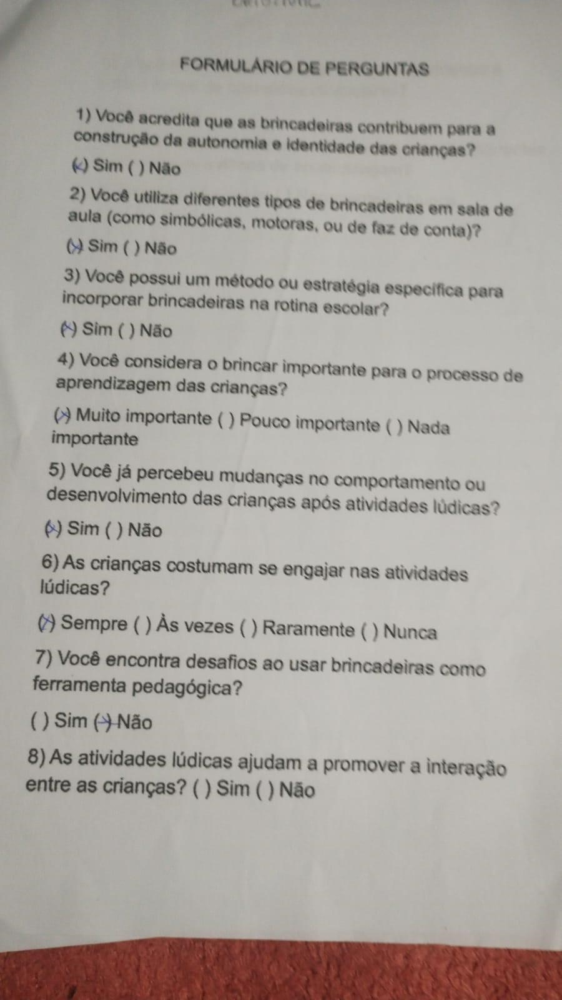 FORMULÁRIO DE PERGUNTAS
1) Você acredita que as brincadeiras contribuem para a
construção da autonomia e identidade das crianças?
(x) Sim ( ) Não
2) Você utiliza diferentes tipos de brincadeiras em sala de
aula (como simbólicas, motoras, ou de faz de conta)?
(x) Sim ( ) Não
3) Você possui um método ou estratégia específica para
incorporar brincadeiras na rotina escolar?
(x) Sim ( ) Não
4) Você considera o brincar importante para o processo de
aprendizagem das crianças?
(x) Muito importante ( ) Pouco importante ( ) Nada
importante
5) Você já percebeu mudanças no comportamento ou
desenvolvimento das crianças após atividades lúdicas?
(x) Sim ( ) Não
6) As crianças costumam se engajar nas atividades
lúdicas?
(x) Sempre ( ) Às vezes ( ) Raramente ( ) Nunca
7) Você encontra desafios ao usar brincadeiras como
ferramenta pedagógica?
( ) Sim (x) Não
8) As atividades lúdicas ajudam a promover a interação
entre as crianças? ( ) Sim ( ) Não